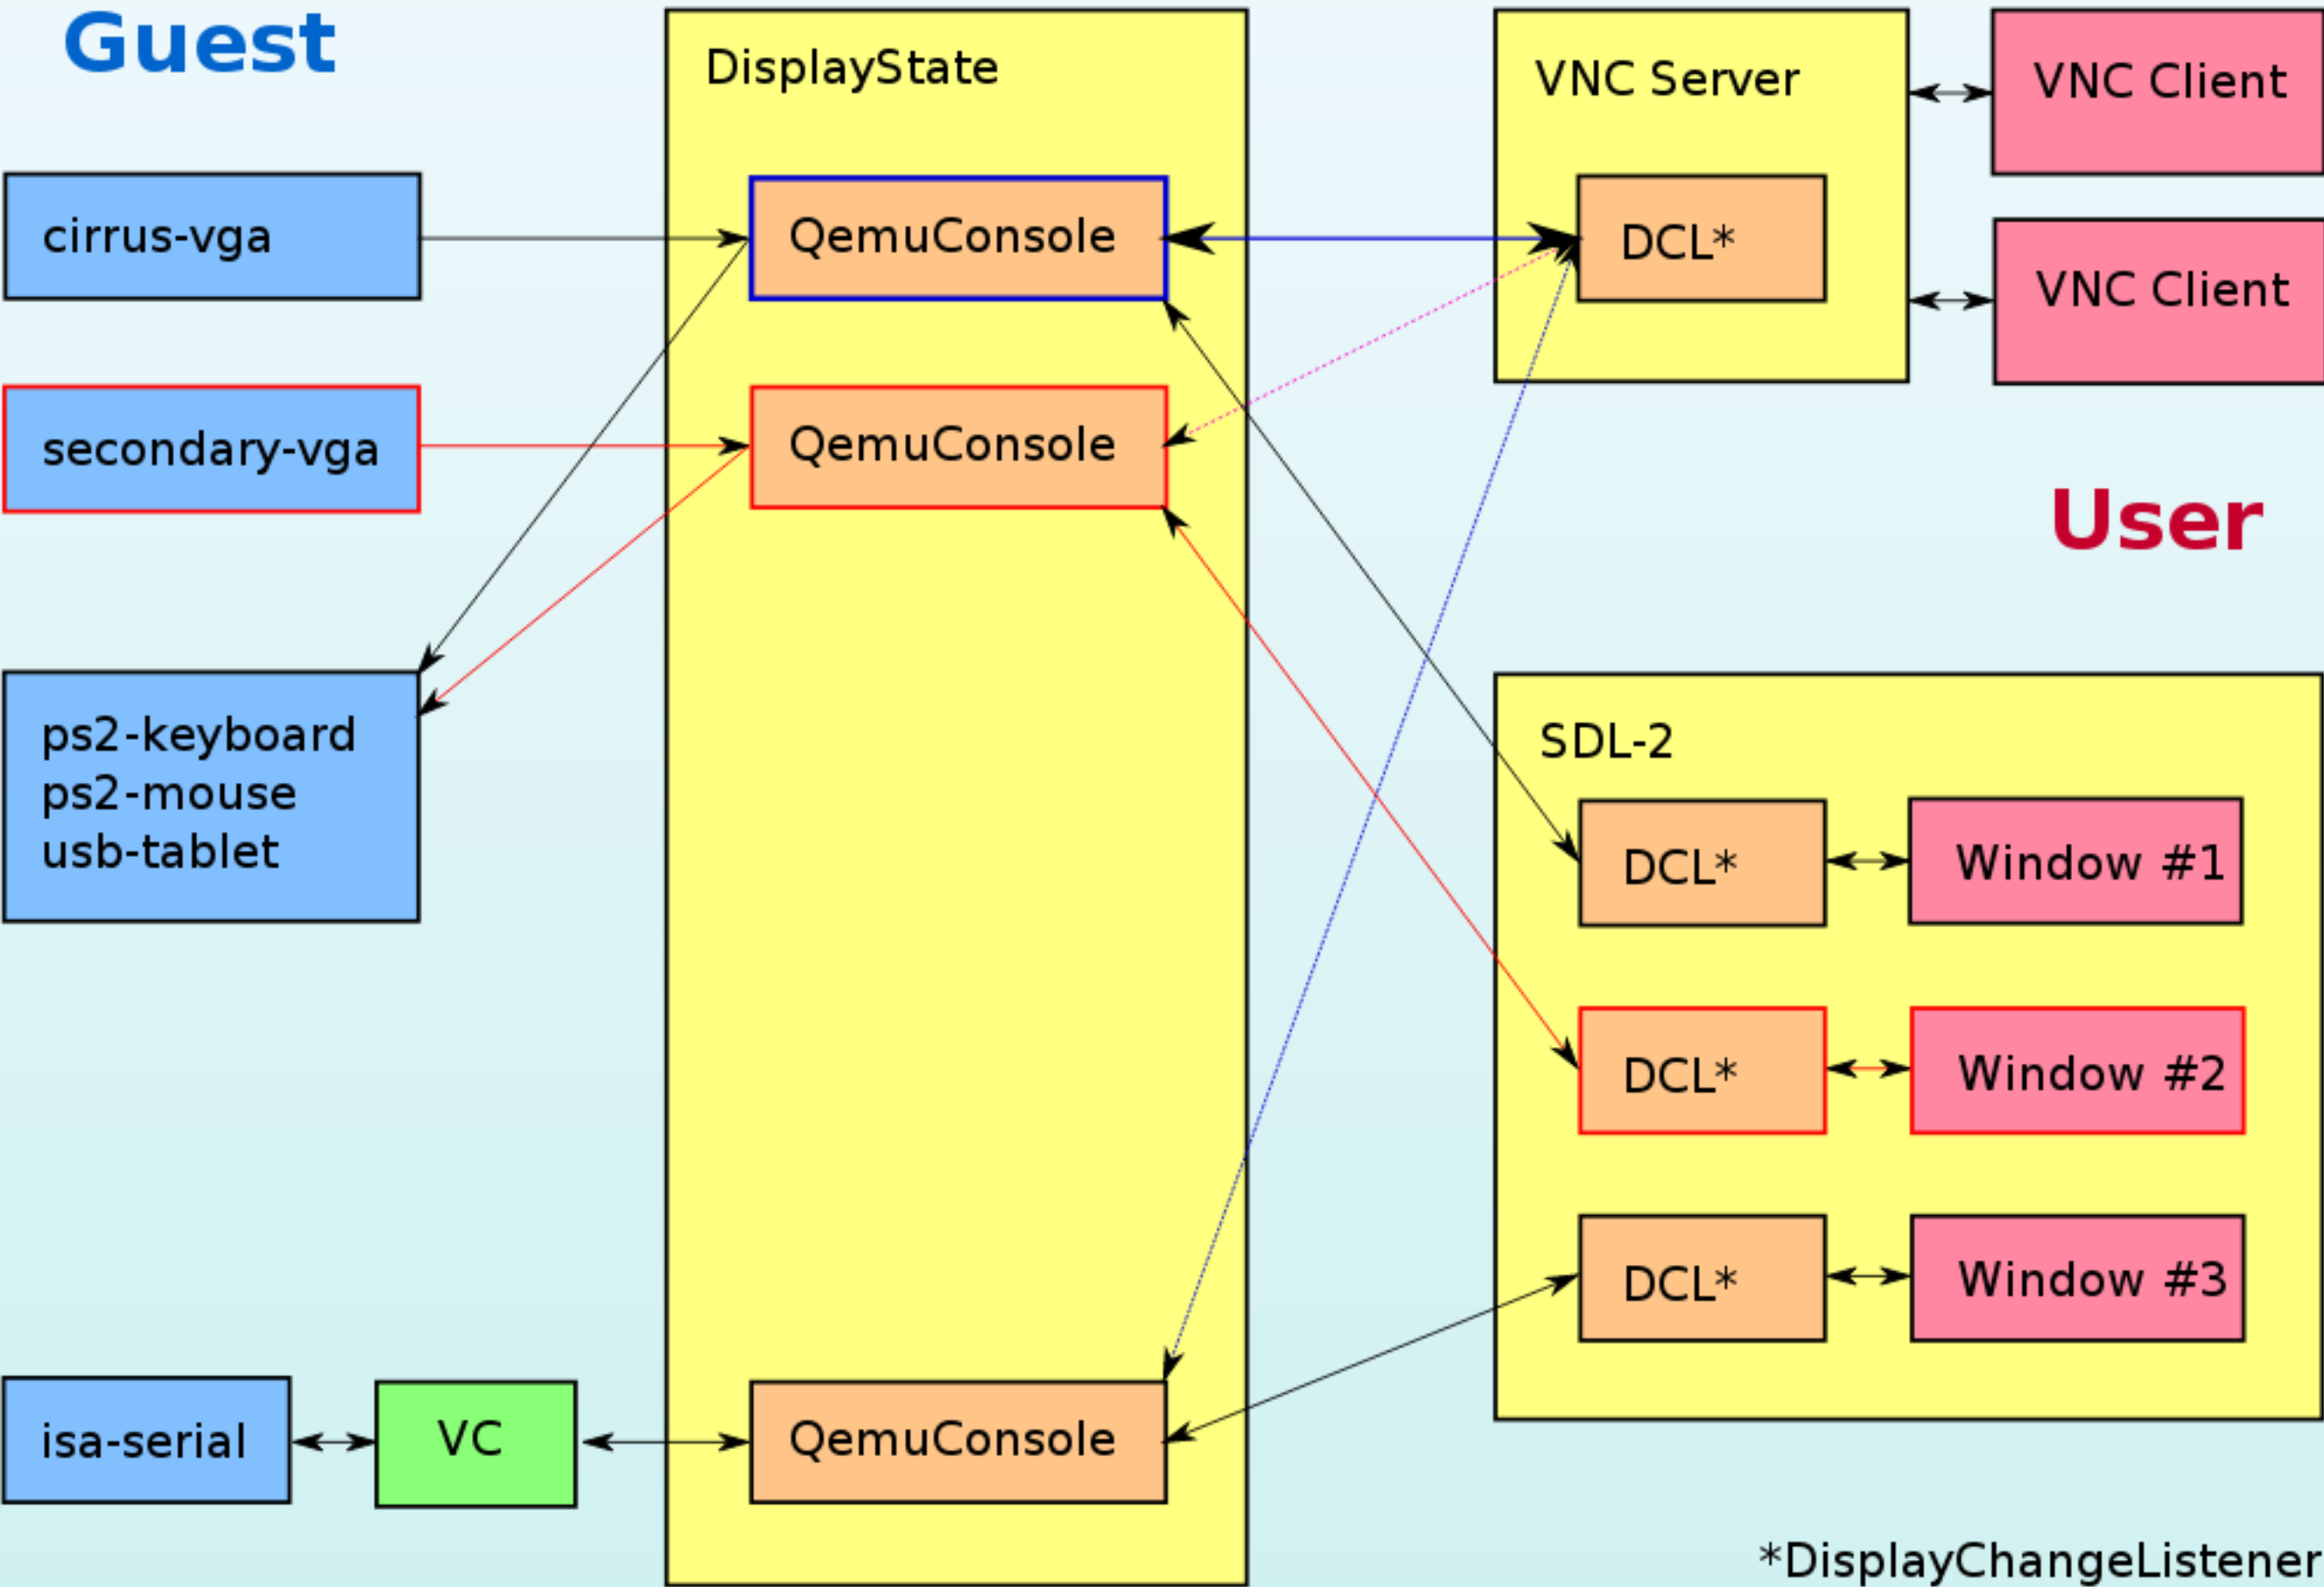 Guest
DisplayState
VNC Server
VNC Client
cirrus-vga
QemuConsole
DCL*
VNC Client
secondary-vga
QemuConsole
User
ps2-keyboard
ps2-mouse
usb-tablet
SDL-2
DCL*
Window #1
DCL*
Window #2
DCL*
Window #3
isa-serial
VC
QemuConsole
*DisplayChangeListener